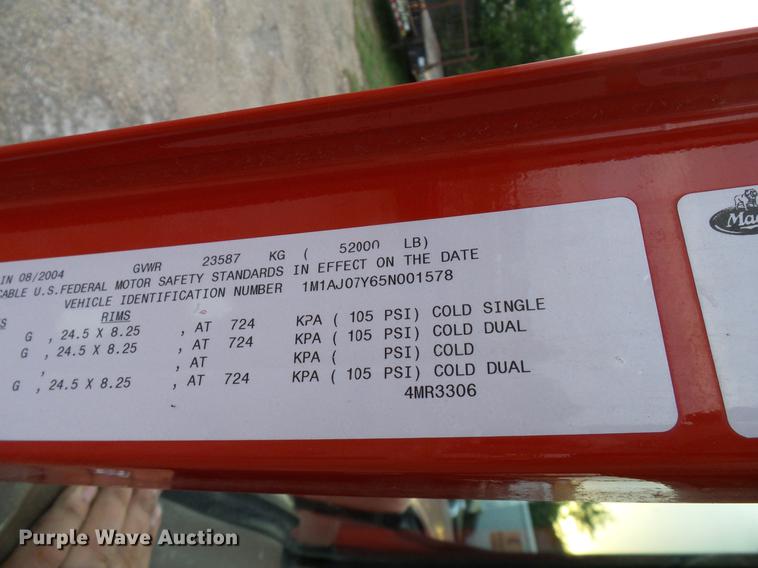 IN 08/2004 GVWR 23587 KG ( 52000 LB)
CABLE U.S.FEDERAL MOTOR SAFETY STANDARDS IN EFFECT ON THE DATE
VEHICLE IDENTIFICATION NUMBER 1M1AJ07Y65N001578
RIMS
G , 24.5 X 8.25 , AT 724 KPA ( 105 PSI) COLD SINGLE
G , 24.5 X 8.25 , AT 724 KPA ( 105 PSI) COLD DUAL
, , AT KPA ( PSI) COLD
G , 24.5 X 8.25 , AT 724 KPA ( 105 PSI) COLD DUAL
4MR3306
Mac
Purple Wave Auction